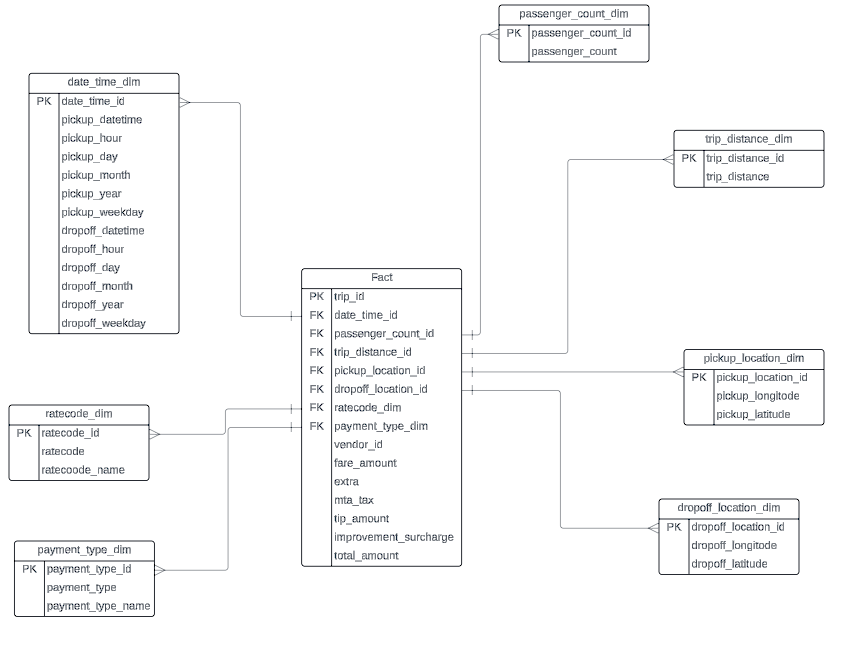 passenger_count_dim
PK passenger_count_id
passenger_count
date_time_dim
PK date_time_id
pickup_datetime
pickup_hour
pickup_day
pickup_month
pickup_year
pickup_weekday
dropoff_datetime
dropoff_hour
dropoff_day
dropoff_month
dropoff_year
dropoff_weekday
trip_distance_dim
PK trip_distance_id
trip_distance
Fact
PK trip_id
FK date_time_id
FK passenger_count_id
FK trip_distance_id
FK pickup_location_id
FK dropoff_location_id
FK ratecode_dim
FK payment_type_dim
vendor_id
fare_amount
extra
mta_tax
tip_amount
improvement_surcharge
total_amount
pickup_location_dim
PK pickup_location_id
pickup_longitode
pickup_latitude
ratecode_dim
PK ratecode_id
ratecode
ratecoode_name
dropoff_location_dim
PK dropoff_location_id
dropoff_longitode
dropoff_latitude
payment_type_dim
PK payment_type_id
payment_type
payment_type_name